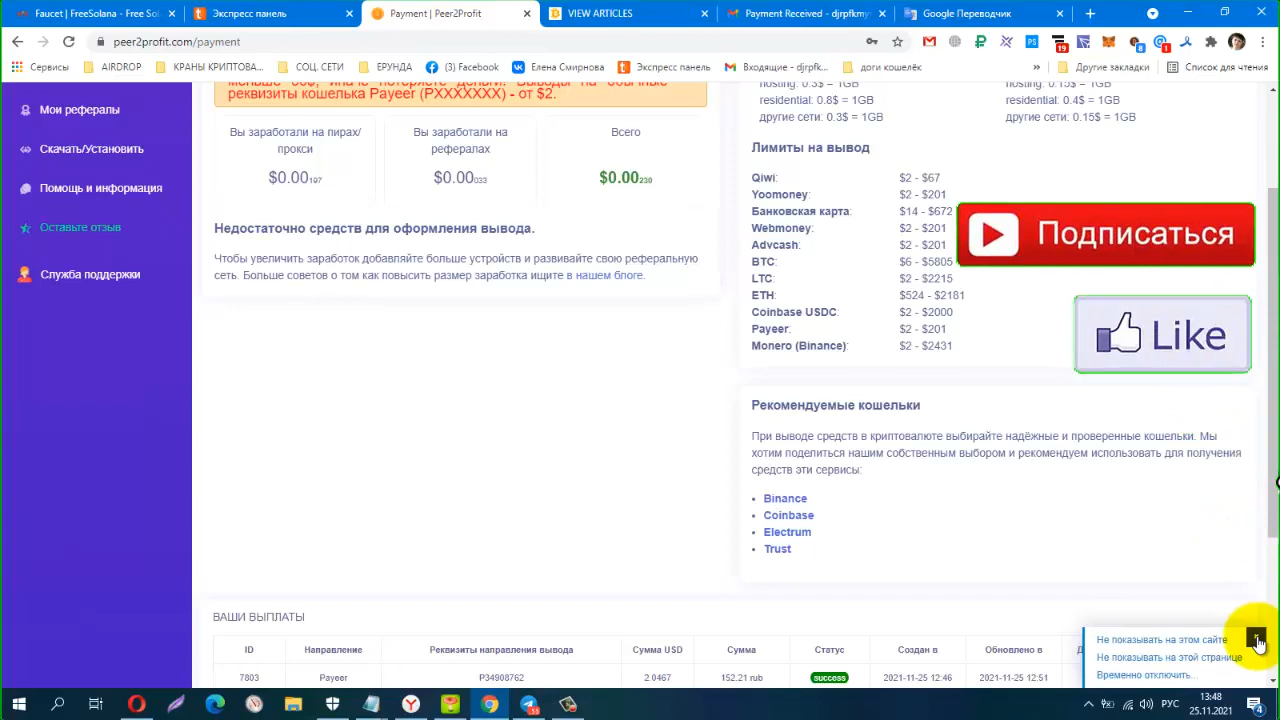 Faucet | FreeSolana - Free Sol
Экспресс панель
Payment | Peer2Profit
VIEW ARTICLES
Payment Received - djrpfkmy
Google Переводчик
peer2profit.com/payment
Сервисы
AIRDROP
КРАНЫ КРИПТОВА...
СОЦ. СЕТИ
ЕРУНДА
(3) Facebook
Елена Смирнова
Экспресс панель
Входящие - djrpfk...
доги кошелёк
»
Другие закладки
Список для чтения
Мои рефералы
Скачать/Установить
Помощь и информация
Оставьте отзыв
Служба поддержки
реквизиты кошелька Payeer (PXXXXXXX) - от $2.
Вы заработали на пирах/
прокси
$0.00197
Вы заработали на
рефералах
$0.00033
Всего
$0.00230
Недостаточно средств для оформления вывода.
Чтобы увеличить заработок добавляйте больше устройств и развивайте свою реферальную
сеть. Больше советов о том как повысить размер заработка ищите в нашем блоге.
hosting: 0.3$ = 1GB
residential: 0.8$ = 1GB
другие сети: 0.3$ = 1GB
hosting: 0.15$ = 1GB
residential: 0.4$ = 1GB
другие сети: 0.15$ = 1GB
Лимиты на вывод
Qiwi: $2 - $67
Yoomoney: $2 - $201
Банковская карта: $14 - $672
Webmoney: $2 - $201
Advcash: $2 - $201
BTC: $6 - $5805
LTC: $2 - $2215
ETH: $524 - $2181
Coinbase USDC: $2 - $2000
Payeer: $2 - $201
Monero (Binance): $2 - $2431
Подписаться
Like
Рекомендуемые кошельки
При выводе средств в криптовалюте выбирайте надёжные и проверенные кошельки. Мы
хотим поделиться нашим собственным выбором и рекомендуем использовать для получения
средств эти сервисы:
• Binance
• Coinbase
• Electrum
• Trust
ВАШИ ВЫПЛАТЫ
ID Направление Реквизиты направления вывода Сумма USD Сумма Статус Создан в Обновлено в
7803 Payeer P34908762 2.0467 152.21 rub success 2021-11-25 12:46 2021-11-25 12:51
Не показывать на этом сайте
Не показывать на этой странице
Временно отключить...
РУС
13:48
25.11.2021